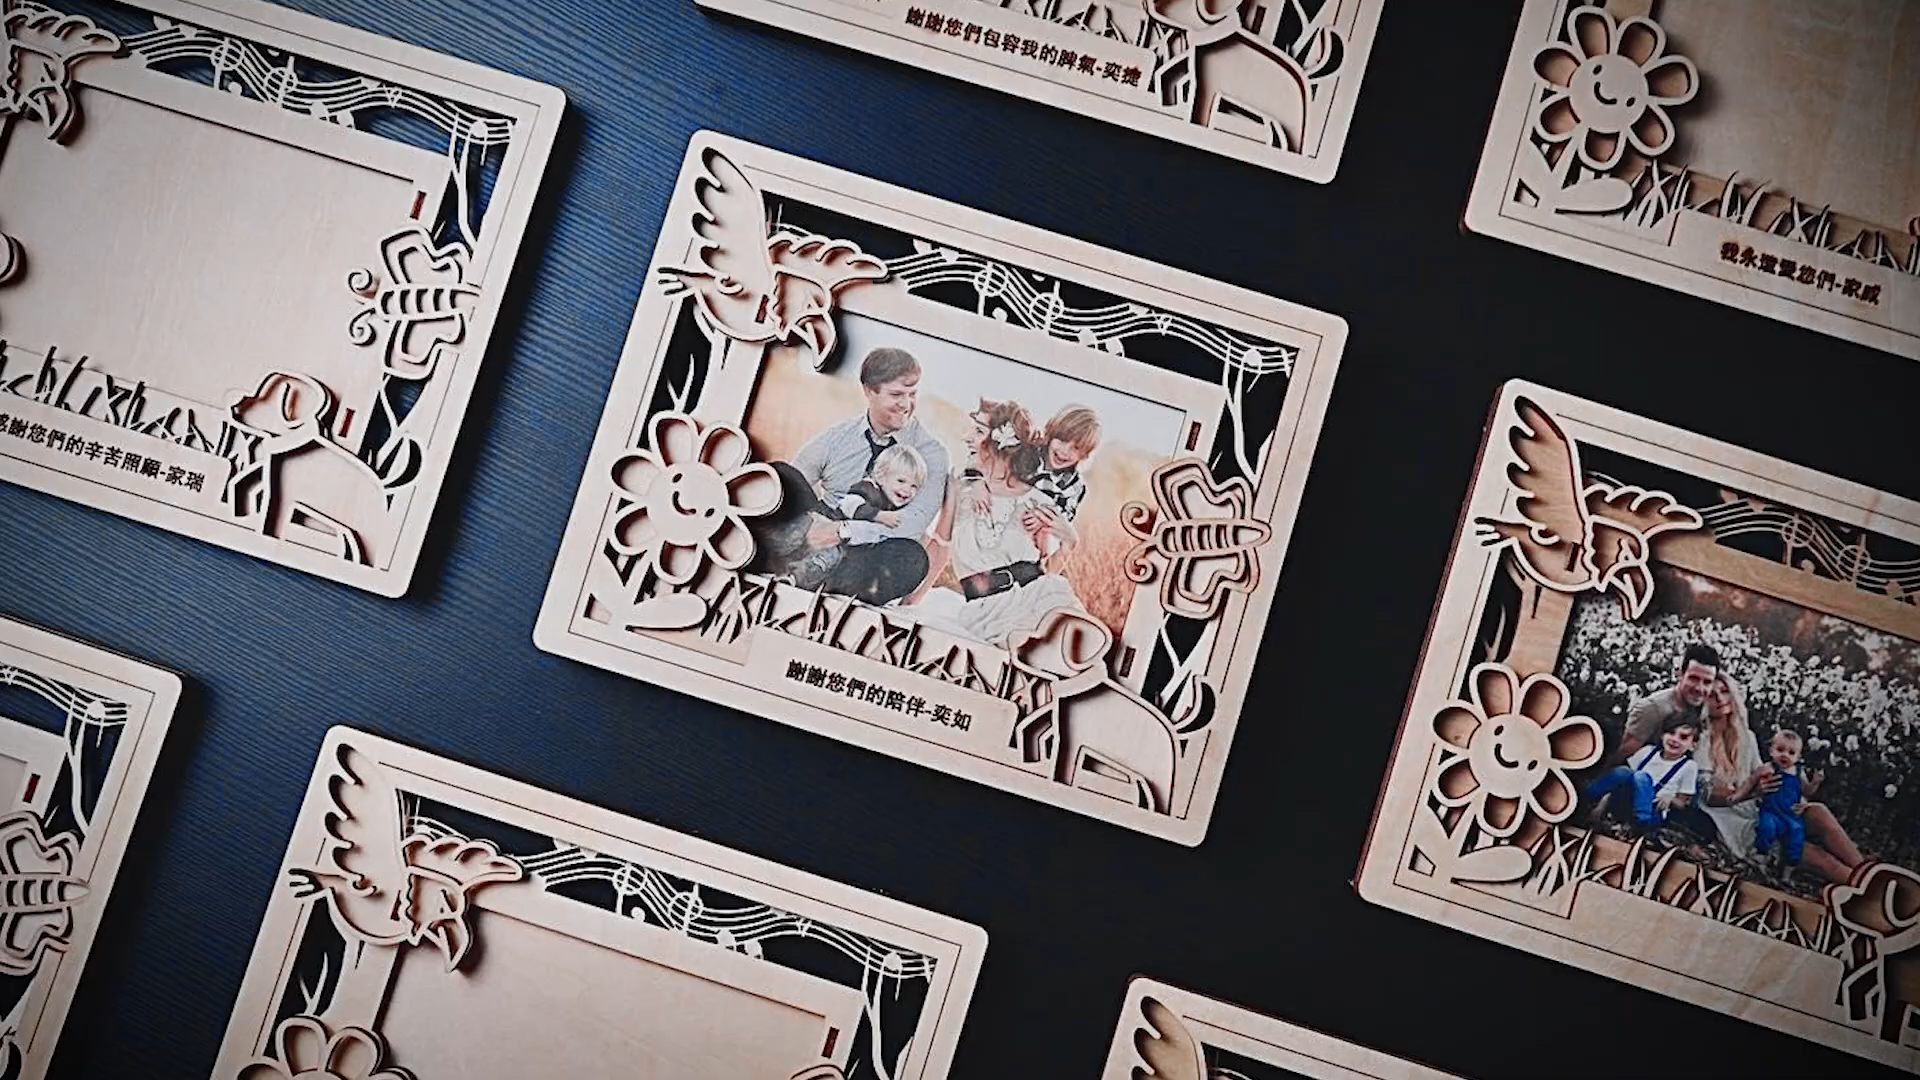 謝謝您們包容我的脾氣-奕捷
我永遠愛您們-家威
感謝您們的辛苦照顧-家瑞
謝謝您們的陪伴-奕如